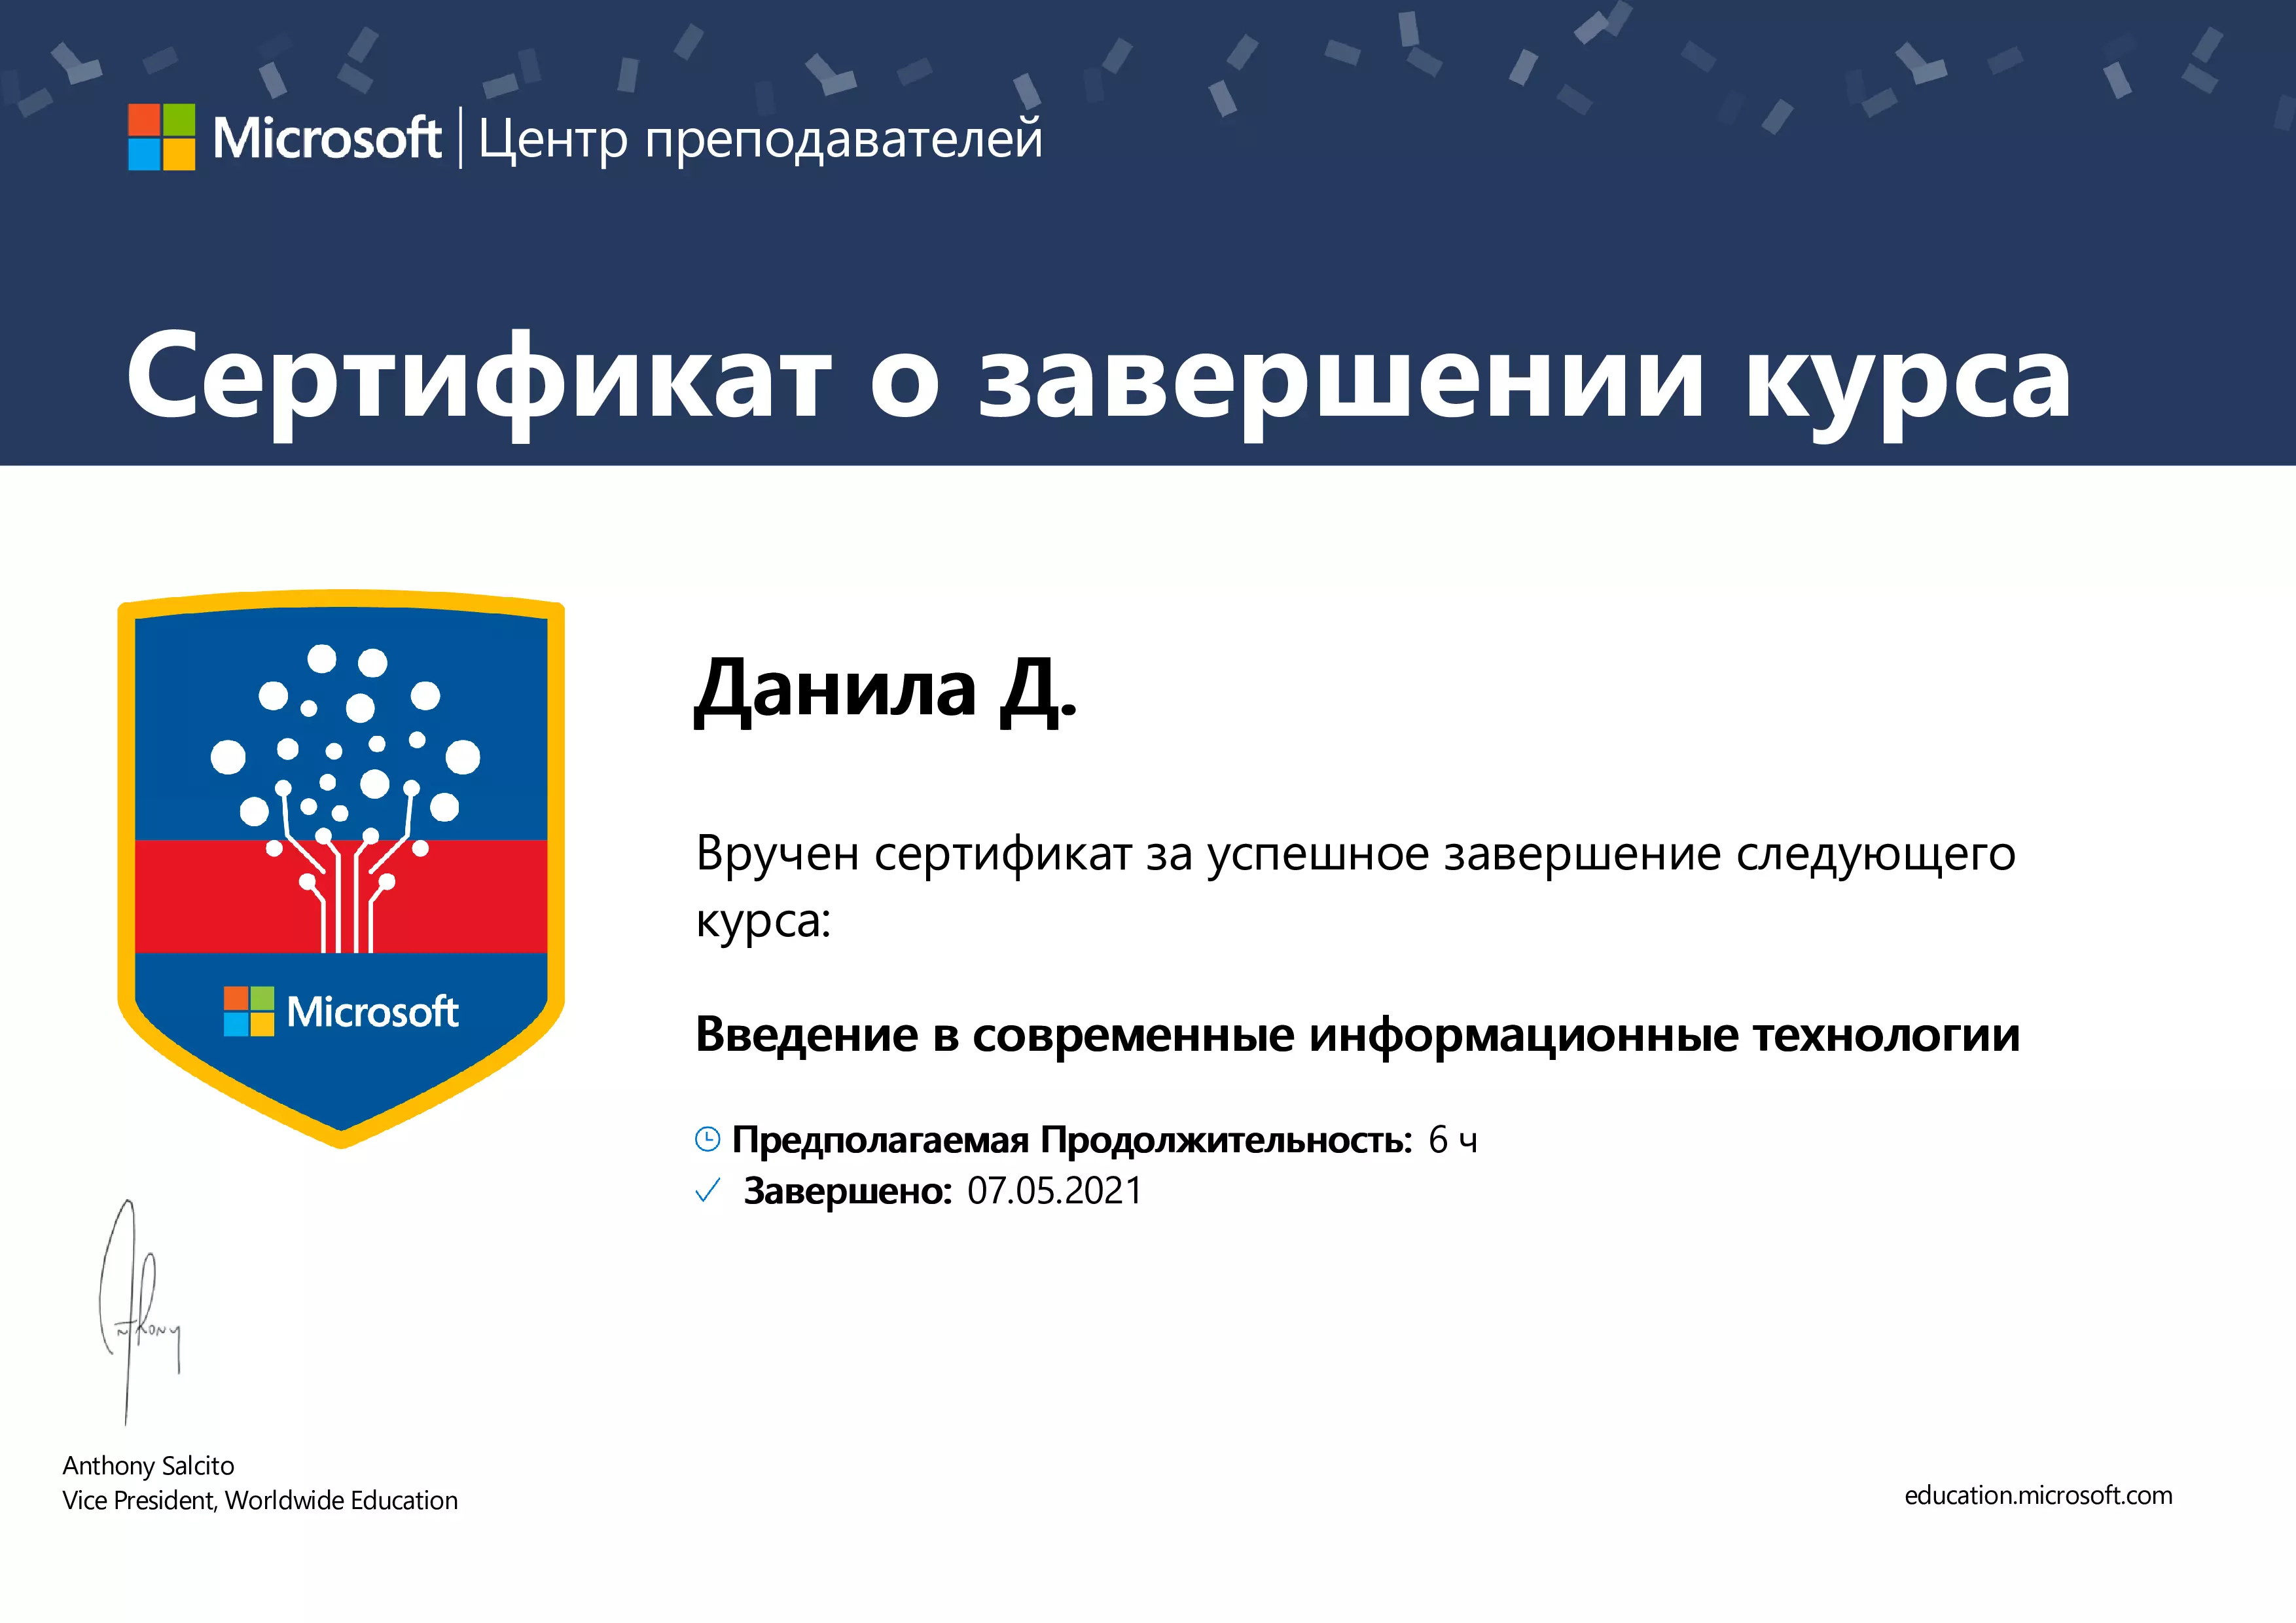 Microsoft | Центр преподавателей
Сертификат о завершении курса
Данила Д.
Вручен сертификат за успешное завершение следующего
курса:
Введение в современные информационные технологии
Предполагаемая Продолжительность: 6 ч
Завершено: 07.05.2021
Microsoft
Anthony
Anthony Salcito
Vice President, Worldwide Education
education.microsoft.com